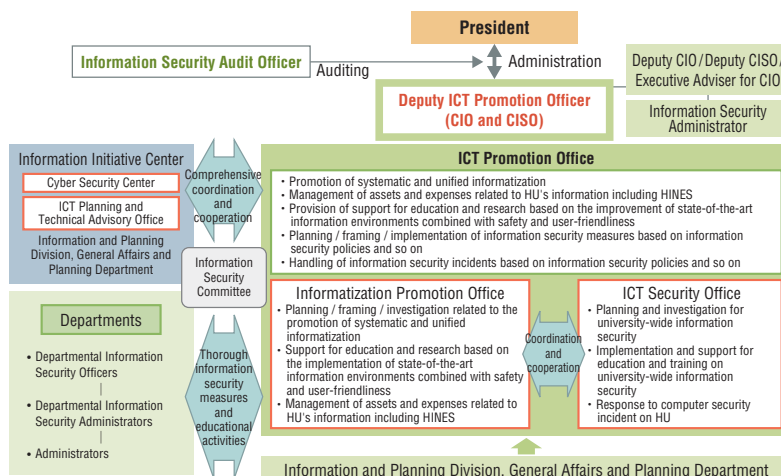 President
Information Security Audit Officer
Auditing
Administration
Deputy CIO/Deputy CISO/
Executive Adviser for CIO
Deputy ICT Promotion Officer
(CIO and CISO)
Information Security
Administrator
Information Initiative Center
Cyber Security Center
ICT Planning and
Technical Advisory Office
Information and Planning
Division, General Affairs and
Planning Department
Comprehensive
coordination
and
cooperation
ICT Promotion Office
• Promotion of systematic and unified informatization
• Management of assets and expenses related to HU's information including HINES
• Provision of support for education and research based on the improvement of state-of-the-art
information environments combined with safety and user-friendliness
• Planning / framing / implementation of information security measures based on information
security policies and so on
• Handling of information security incidents based on information security policies and so on
Information
Security
Committee
Departments
• Departmental Information
Security Officers
• Departmental Information
Security Administrators
• Administrators
Thorough
information
security
measures
and
educational
activities
Informatization Promotion Office
• Planning / framing / investigation related to the
promotion of systematic and unified
informatization
• Support for education and research based on
the implementation of state-of-the-art
information environments combined with safety
and user-friendliness
• Management of assets and expenses related to
HU's information including HINES
Coordination
and
cooperation
ICT Security Office
• Planning and investigation for
university-wide information
security
• Implementation and support for
education and training on
university-wide information
security
• Response to computer security
incident on HU
Information and Planning Division, General Affairs and Planning Department